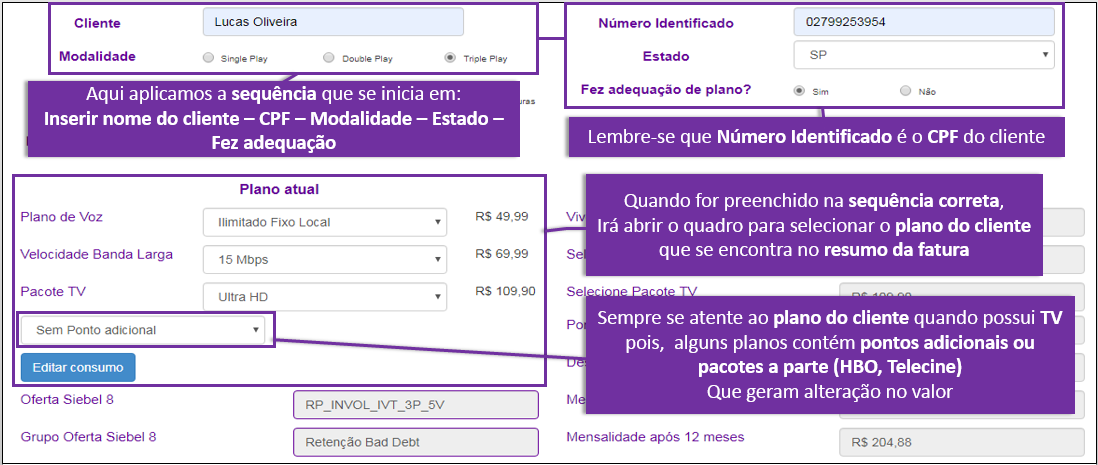 Cliente
Lucas Oliveira
Número Identificado
02799253954
Modalidade
Single Play
Double Play
Triple Play
Estado
SP
Fez adequação de plano?
Sim
Não
uras
Aqui aplicamos a sequência que se inicia em:
Inserir nome do cliente – CPF – Modalidade – Estado –
Fez adequação
Lembre-se que Número Identificado é o CPF do cliente
Plano atual
Plano de Voz
Ilimitado Fixo Local
R$ 49,99
Velocidade Banda Larga
15 Mbps
R$ 69,99
Pacote TV
Ultra HD
R$ 109,90
Sem Ponto adicional
Editar consumo
Quando for preenchido na sequência correta,
Irá abrir o quadro para selecionar o plano do cliente
que se encontra no resumo da fatura
Selecione Pacote TV
Sempre se atente ao plano do cliente quando possui TV
pois, alguns planos contém pontos adicionais ou
pacotes a parte (HBO, Telecine)
Que geram alteração no valor
Oferta Siebel 8
RP_INVOL_IVT_3P_5V
Grupo Oferta Siebel 8
Retenção Bad Debt
Mensalidade após 12 meses
R$ 204,88